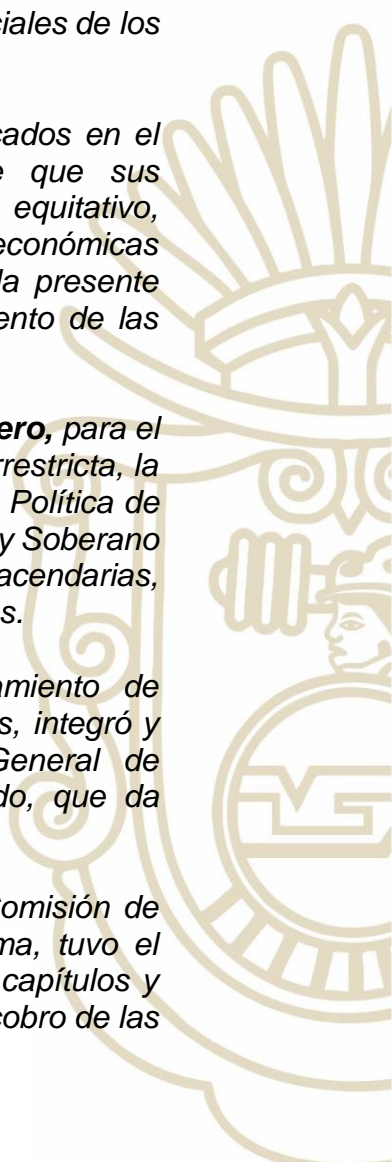 ciales de los
cados en el
e que sus
equitativo,
económicas
la presente
ento de las
ero, para el
rrestricta, la
Política de
y Soberano
acendarias,
s.
amiento de
s, integró y
General de
do, que da
Comisión de
ma, tuvo el
capítulos y
cobro de las